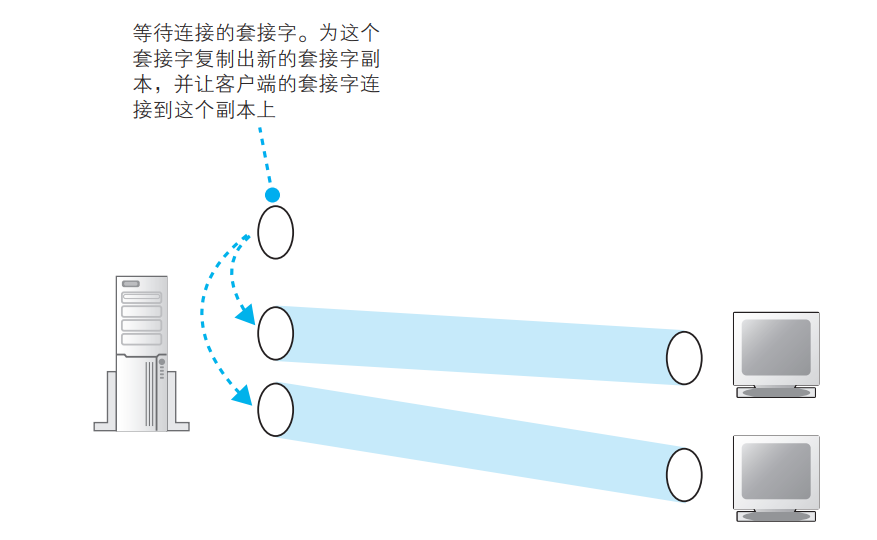 等待连接的套接字。为这个
套接字复制出新的套接字副
本，并让客户端的套接字连
接到这个副本上